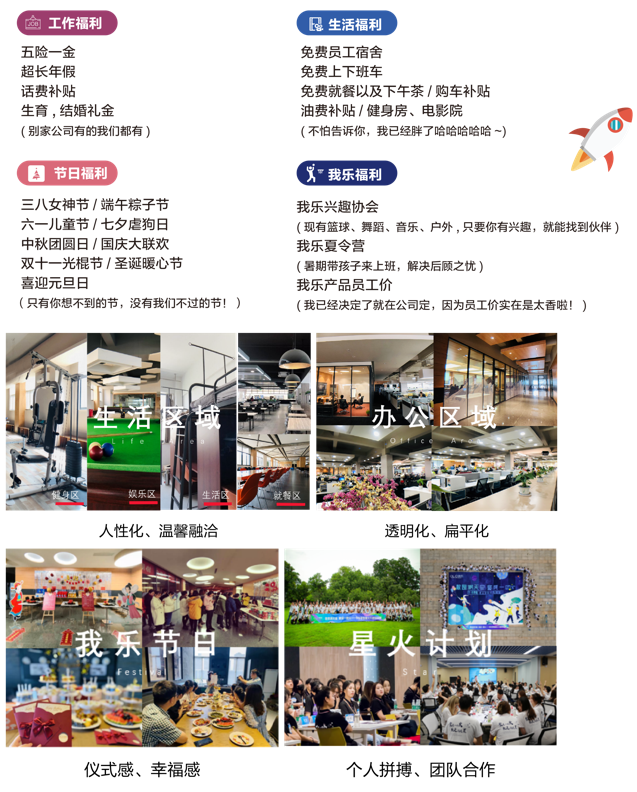 工作福利
五险一金
超长年假
话费补贴
生育 , 结婚礼金
( 别家公司有的我们都有 )
生活福利
免费员工宿舍
免费上下班车
免费就餐以及下午茶 / 购车补贴
油费补贴 / 健身房、电影院
( 不怕告诉你，我已经胖了哈哈哈哈哈 ~)
节日福利
三八女神节 / 端午粽子节
六一儿童节 / 七夕虐狗日
中秋团圆日 / 国庆大联欢
双十一光棍节 / 圣诞暖心节
喜迎元旦日
( 只有你想不到的节，没有我们不过的节！ )
我乐福利
我乐兴趣协会
( 现有篮球、舞蹈、音乐、户外 , 只要你有兴趣，就能找到伙伴 )
我乐夏令营
( 暑期带孩子来上班，解决后顾之忧 )
我乐产品员工价
( 我已经决定了就在公司定，因为员工价实在是太香啦！ )
生活区域
Life Area
健身区
娱乐区
生活区
就餐区
人性化、温馨融洽
办公区域
Office Area
透明化、扁平化
我乐节日
Festival
仪式感、幸福感
星火计划
个人拼搏、团队合作